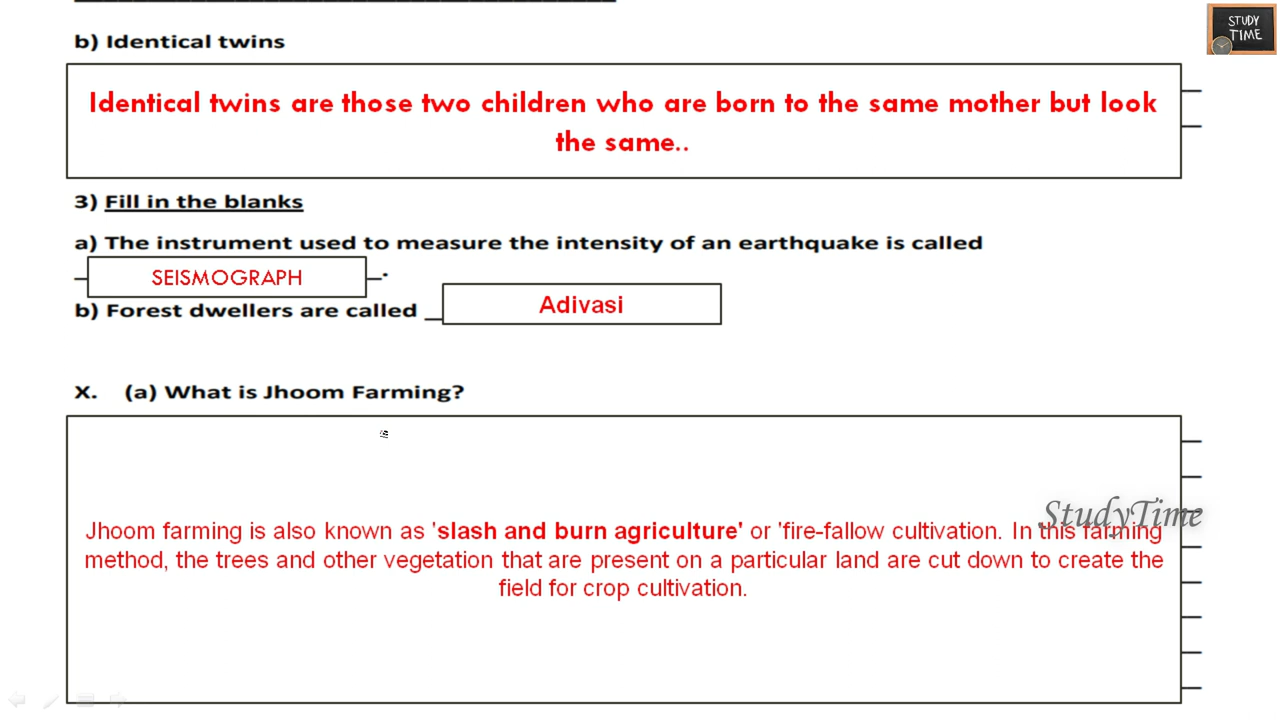 STUDY
TIME
b) Identical twins
Identical twins are those two children who are born to the same mother but look
the same..
3) Fill in the blanks
a) The instrument used to measure the intensity of an earthquake is called
SEISMOGRAPH.
b) Forest dwellers are called _ Adivasi
X. (a) What is Jhoom Farming?
StudyTime
Jhoom farming is also known as 'slash and burn agriculture' or 'fire-fallow cultivation. In this farming
method, the trees and other vegetation that are present on a particular land are cut down to create the
field for crop cultivation.